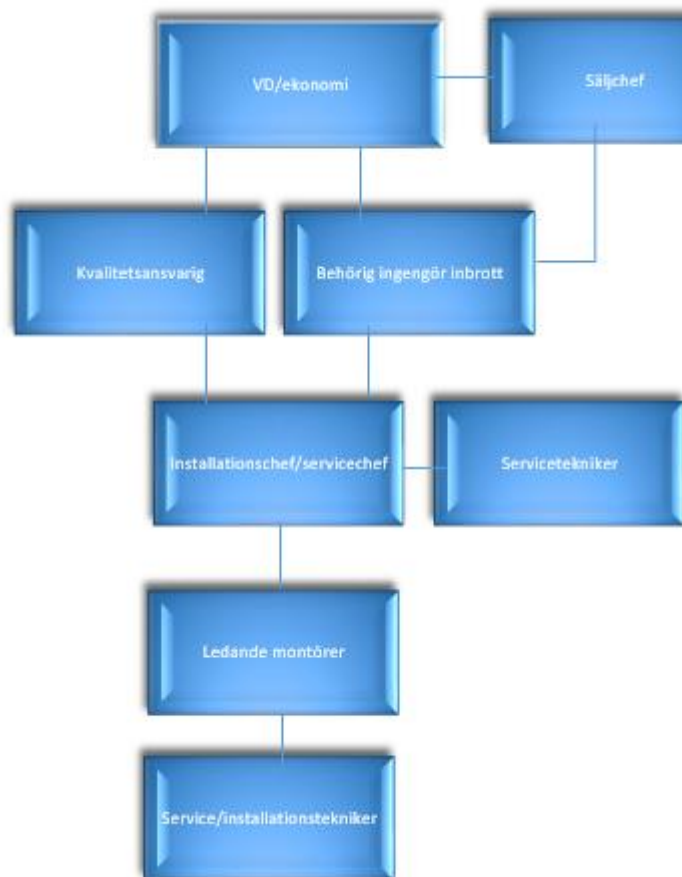 VD/ekonomi
Säljchef
Kvalitetsansvarig
Behörig ingengör inbrott
Installationschef/servicechef
Servicetekniker
Ledande montörer
Service/installationstekniker